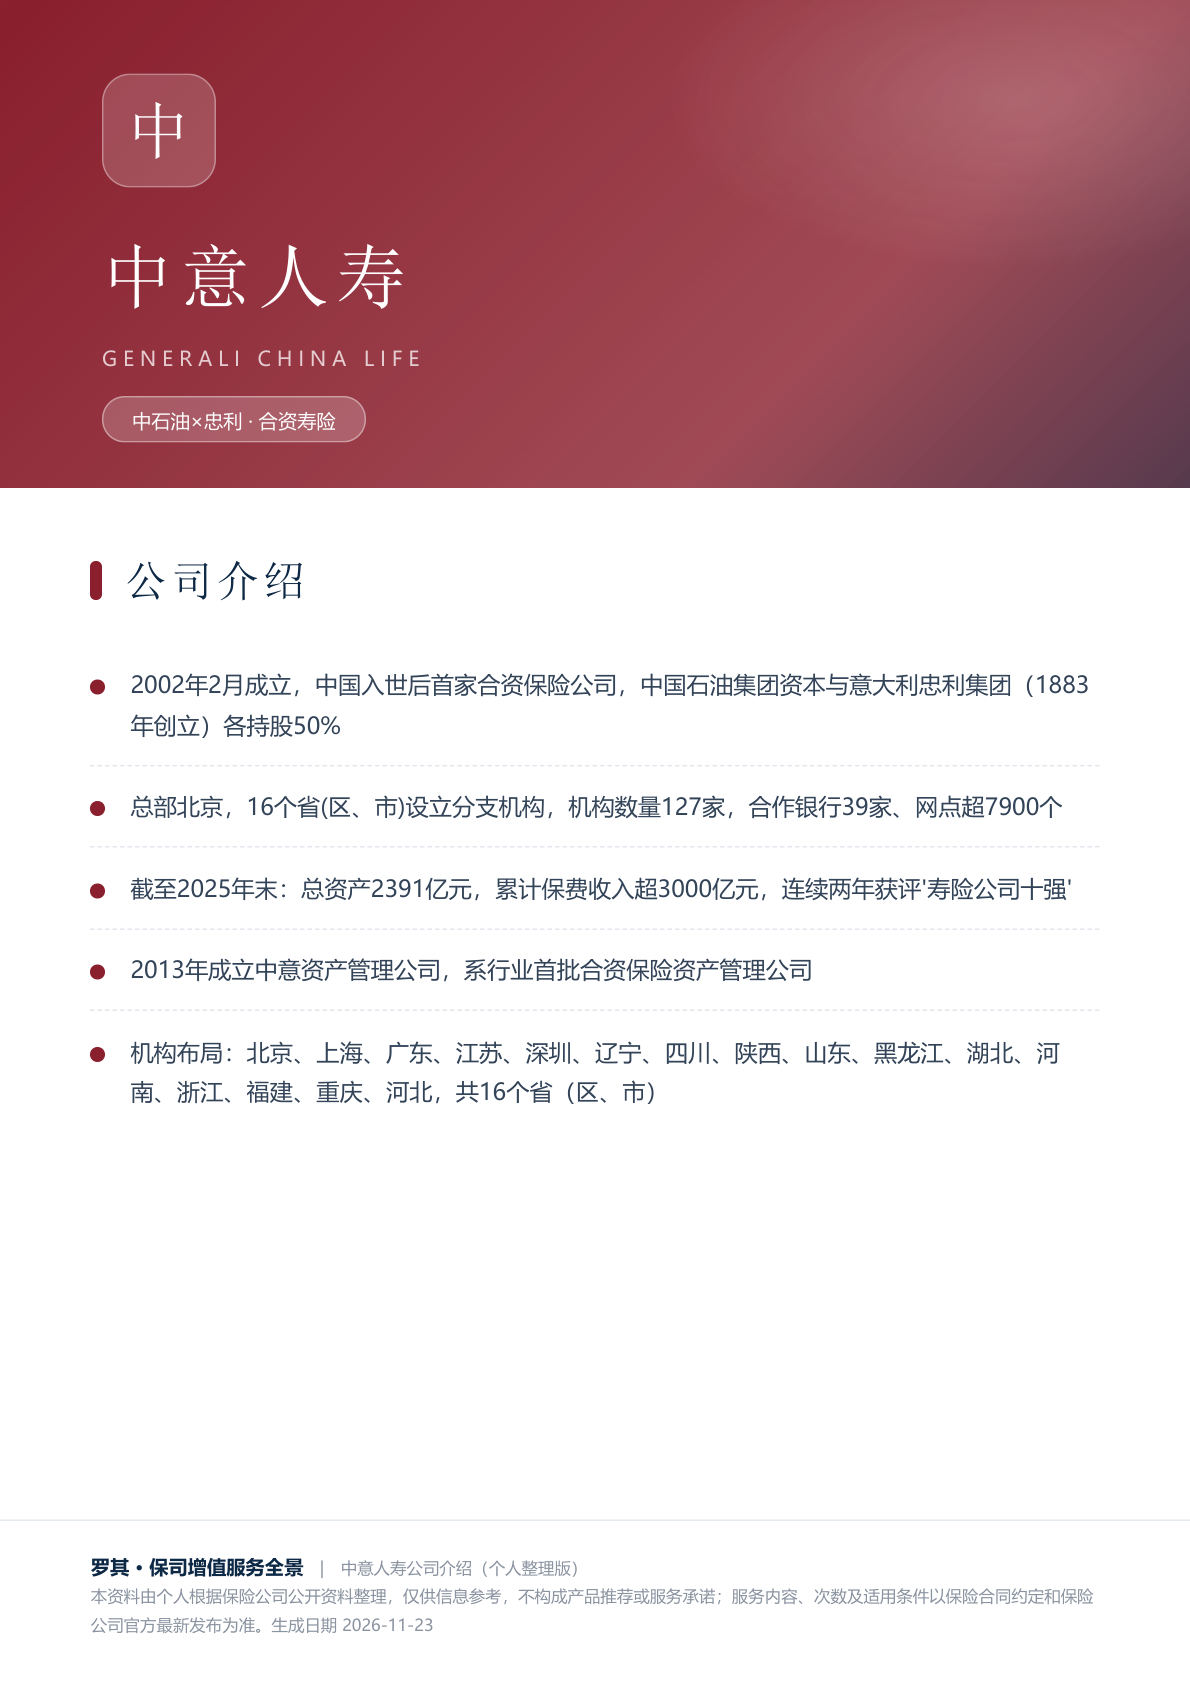 中
中意人寿
GENERALI CHINA LIFE
中石油×忠利 · 合资寿险
公司介绍
2002年2月成立，中国入世后首家合资保险公司，中国石油集团资本与意大利忠利集团（1883
年创立）各持股50%
总部北京，16个省(区、市)设立分支机构，机构数量127家，合作银行39家、网点超7900个
截至2025年末：总资产2391亿元，累计保费收入超3000亿元，连续两年获评'寿险公司十强'
2013年成立中意资产管理公司，系行业首批合资保险资产管理公司
机构布局：北京、上海、广东、江苏、深圳、辽宁、四川、陕西、山东、黑龙江、湖北、河
南、浙江、福建、重庆、河北，共16个省（区、市）
罗其 • 保司增值服务全景 | 中意人寿公司介绍（个人整理版）
本资料由个人根据保险公司公开资料整理，仅供信息参考，不构成产品推荐或服务承诺；服务内容、次数及适用条件以保险合同约定和保险
公司官方最新发布为准。生成日期 2026-11-23